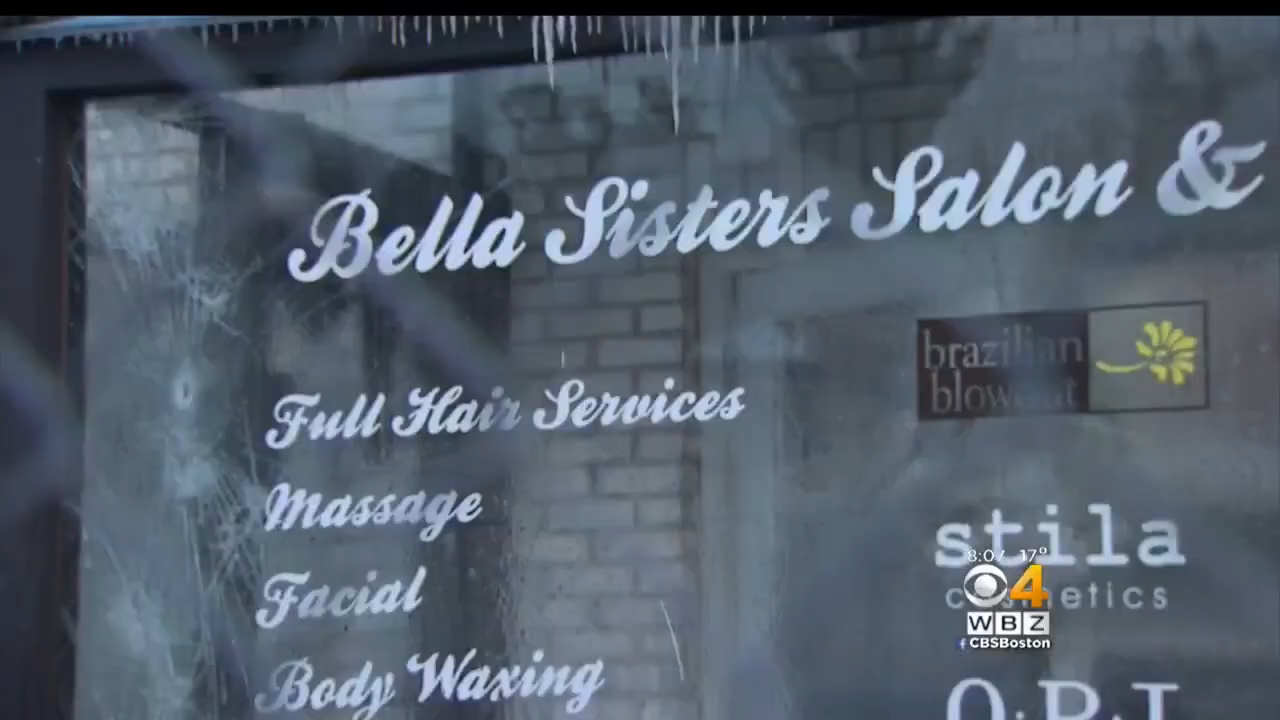 Bella Sisters Salon &
Full Hair Services
Massage
Facial
Body Waxing
brazilian
blowout
stila
cosmetics
O.P.I
8:07 17°
4
WBZ
f CBSBoston